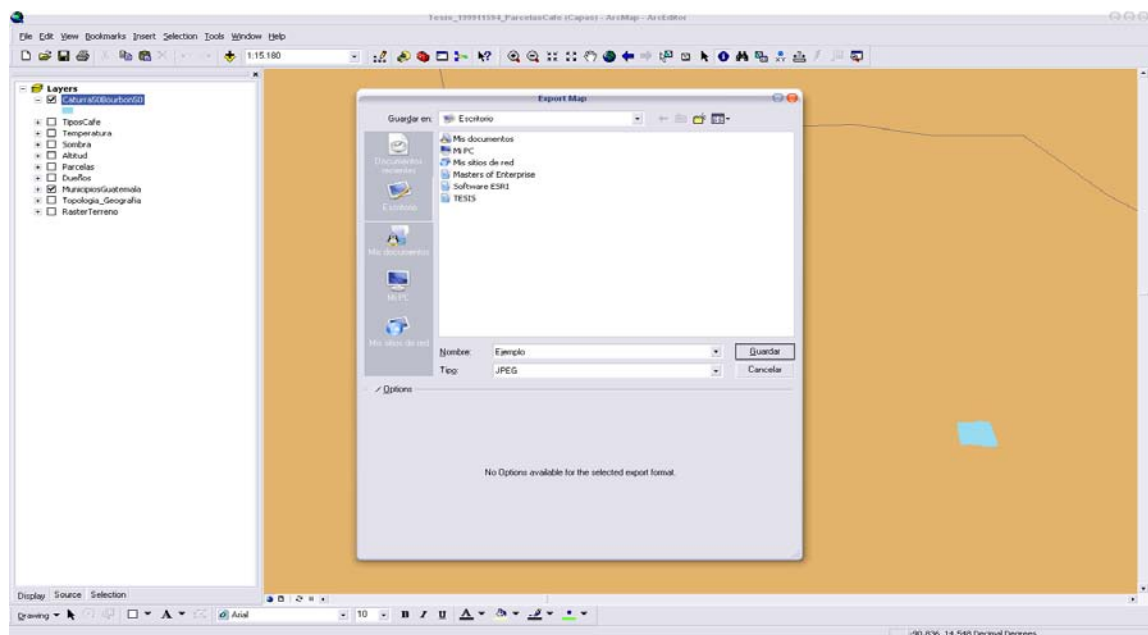 Tesis_199911594_ParcelasCafe (Capas) - ArcMap - ArcEditor
File Edit View Bookmarks Insert Selection Tools Window Help
1:15.180
Layers
Caturra50Bourbon50
TiposCafe
Temperatura
Sombra
Altitud
Parcelas
Dueños
MunicipiosGuatemala
Topologia_Geografia
RasterTerreno
Export Map
Guardar en:
Escritorio
Documentos recientes
Escritorio
Mis documentos
Mi PC
Mis sitios de red
Mis documentos
Mi PC
Mis sitios de red
Masters of Enterprise
Software ESRI
TESIS
Nombre:
Ejemplo
Guardar
Tipo:
JPEG
Cancelar
Options
No Options available for the selected export format.
Display Source Selection
Drawing
A
Arial
10
B I U A
-90,836 14,548 Decimal Degrees